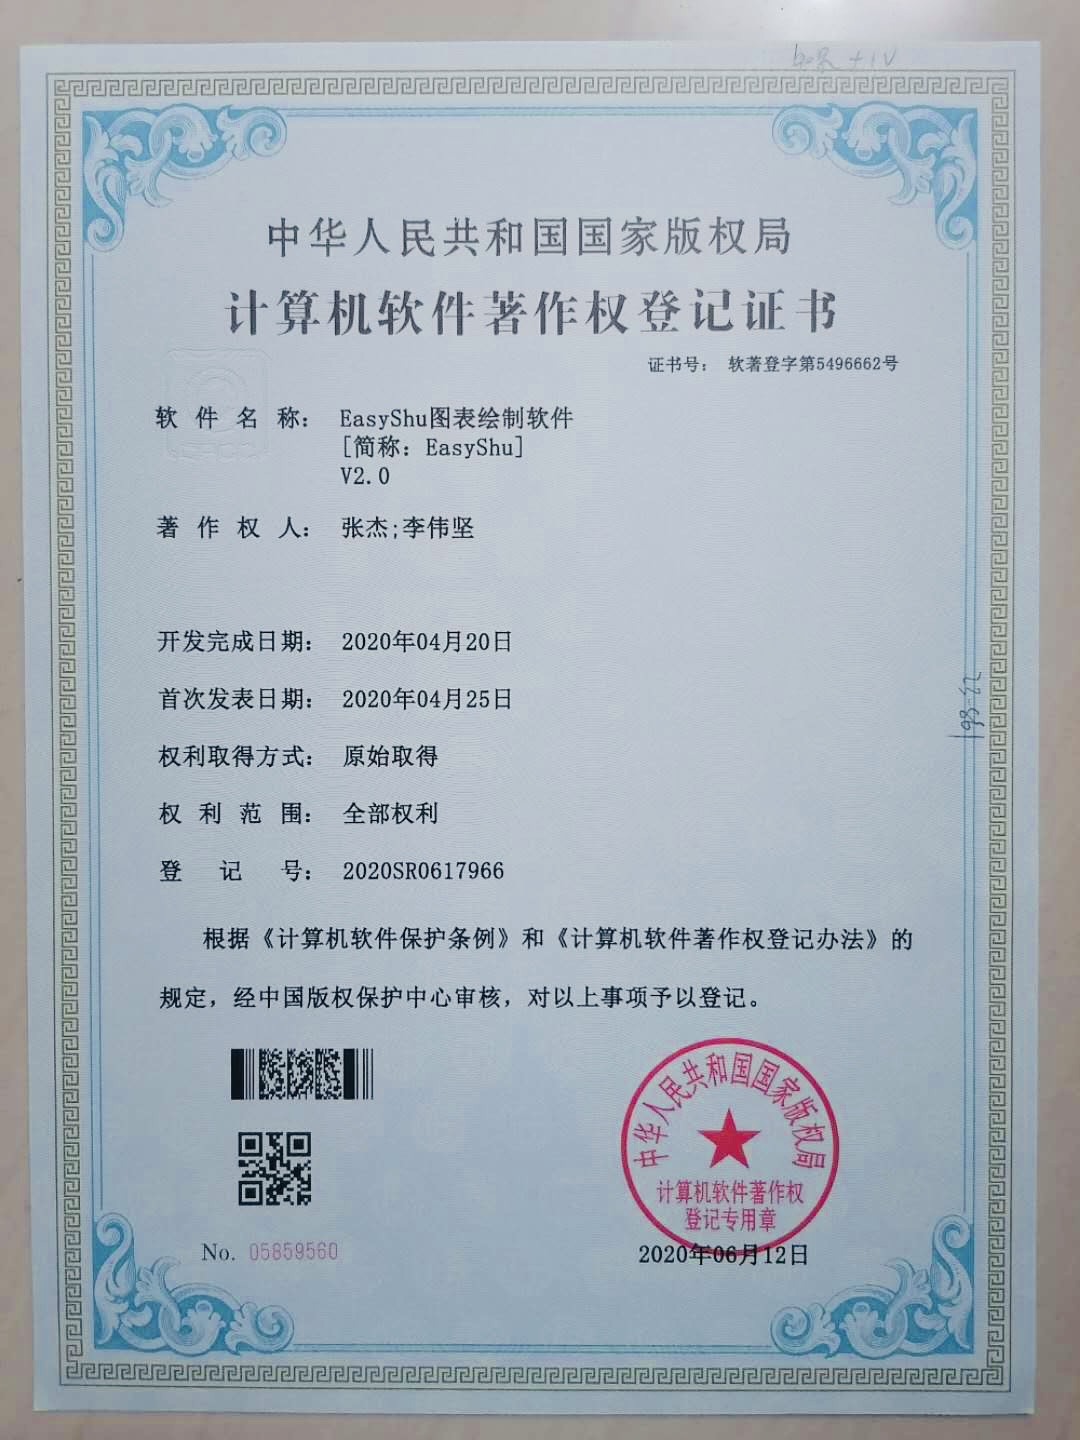 中华人民共和国国家版权局
计算机软件著作权登记证书
证书号： 软著登字第5496662号
软件名称： EasyShu图表绘制软件
[简称：EasyShu]
V2.0
著作权人： 张杰;李伟坚
开发完成日期： 2020年04月20日
首次发表日期： 2020年04月25日
权利取得方式： 原始取得
权利范围： 全部权利
登记号： 2020SR0617966
根据《计算机软件保护条例》和《计算机软件著作权登记办法》的
规定，经中国版权保护中心审核，对以上事项予以登记。
中华人民共和国国家版权局
计算机软件著作权
登记专用章
No. 05859560
2020年06月12日